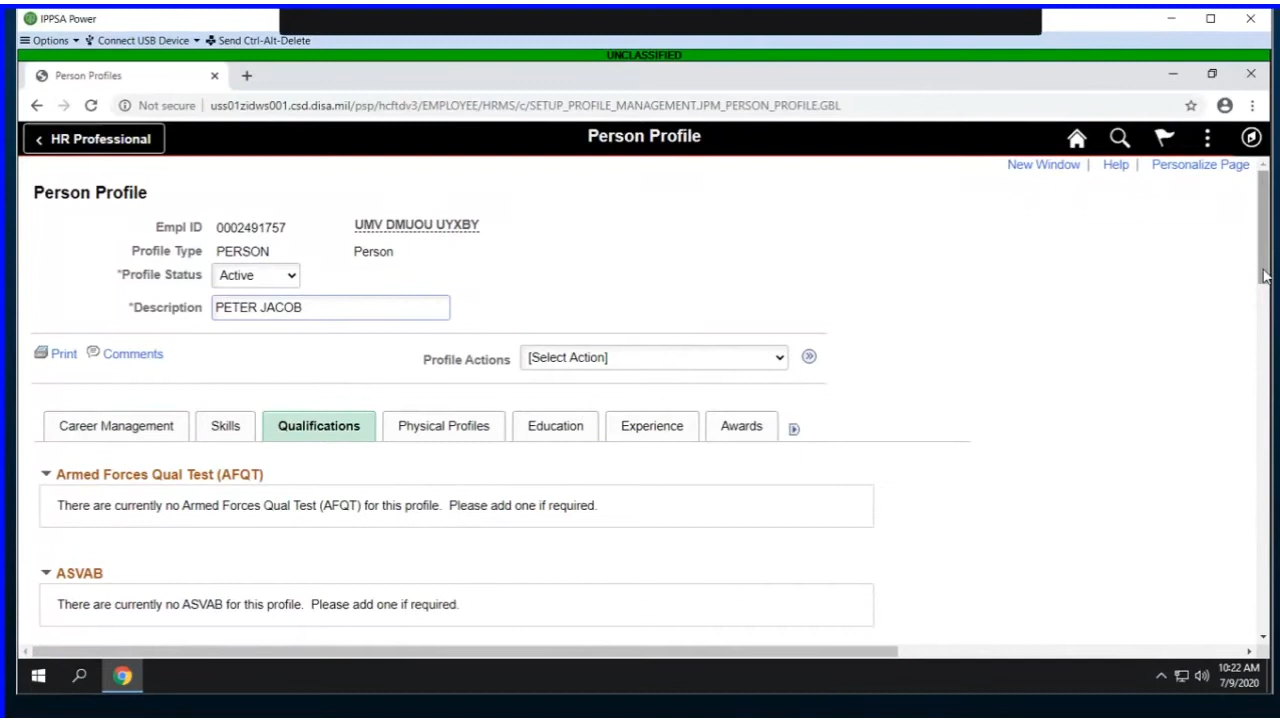 IPPSA Power
Options Connect USB Device Send Ctrl-Alt-Delete
UNCLASSIFIED
Person Profiles
Not secure uss01zidws001.csd.disa.mil/psp/hcftdv3/EMPLOYEE/HRMS/c/SETUP_PROFILE_MANAGEMENT.JPM_PERSON_PROFILE.GBL
HR Professional Person Profile
New Window | Help | Personalize Page
Person Profile
Empl ID 0002491757 UMV DMUOU UYXBY
Profile Type PERSON Person
*Profile Status Active
*Description PETER JACOB
Print Comments Profile Actions [Select Action]
Career Management Skills Qualifications Physical Profiles Education Experience Awards
Armed Forces Qual Test (AFQT)
There are currently no Armed Forces Qual Test (AFQT) for this profile. Please add one if required.
ASVAB
There are currently no ASVAB for this profile. Please add one if required.
10:22 AM
7/9/2020